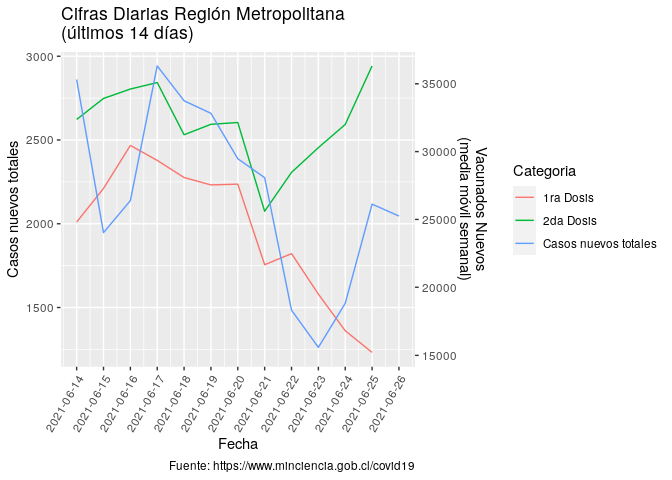 Cifras Diarias Región Metropolitana
(últimos 14 días)
3000
2500
2000
1500
Casos nuevos totales
35000
30000
25000
20000
15000
Vacunados Nuevos
(media móvil semanal)
2021-06-14
2021-06-15
2021-06-16
2021-06-17
2021-06-18
2021-06-19
2021-06-20
2021-06-21
2021-06-22
2021-06-23
2021-06-24
2021-06-25
2021-06-26
Fecha
Categoria
1ra Dosis
2da Dosis
Casos nuevos totales
Fuente: https://www.minciencia.gob.cl/covid19